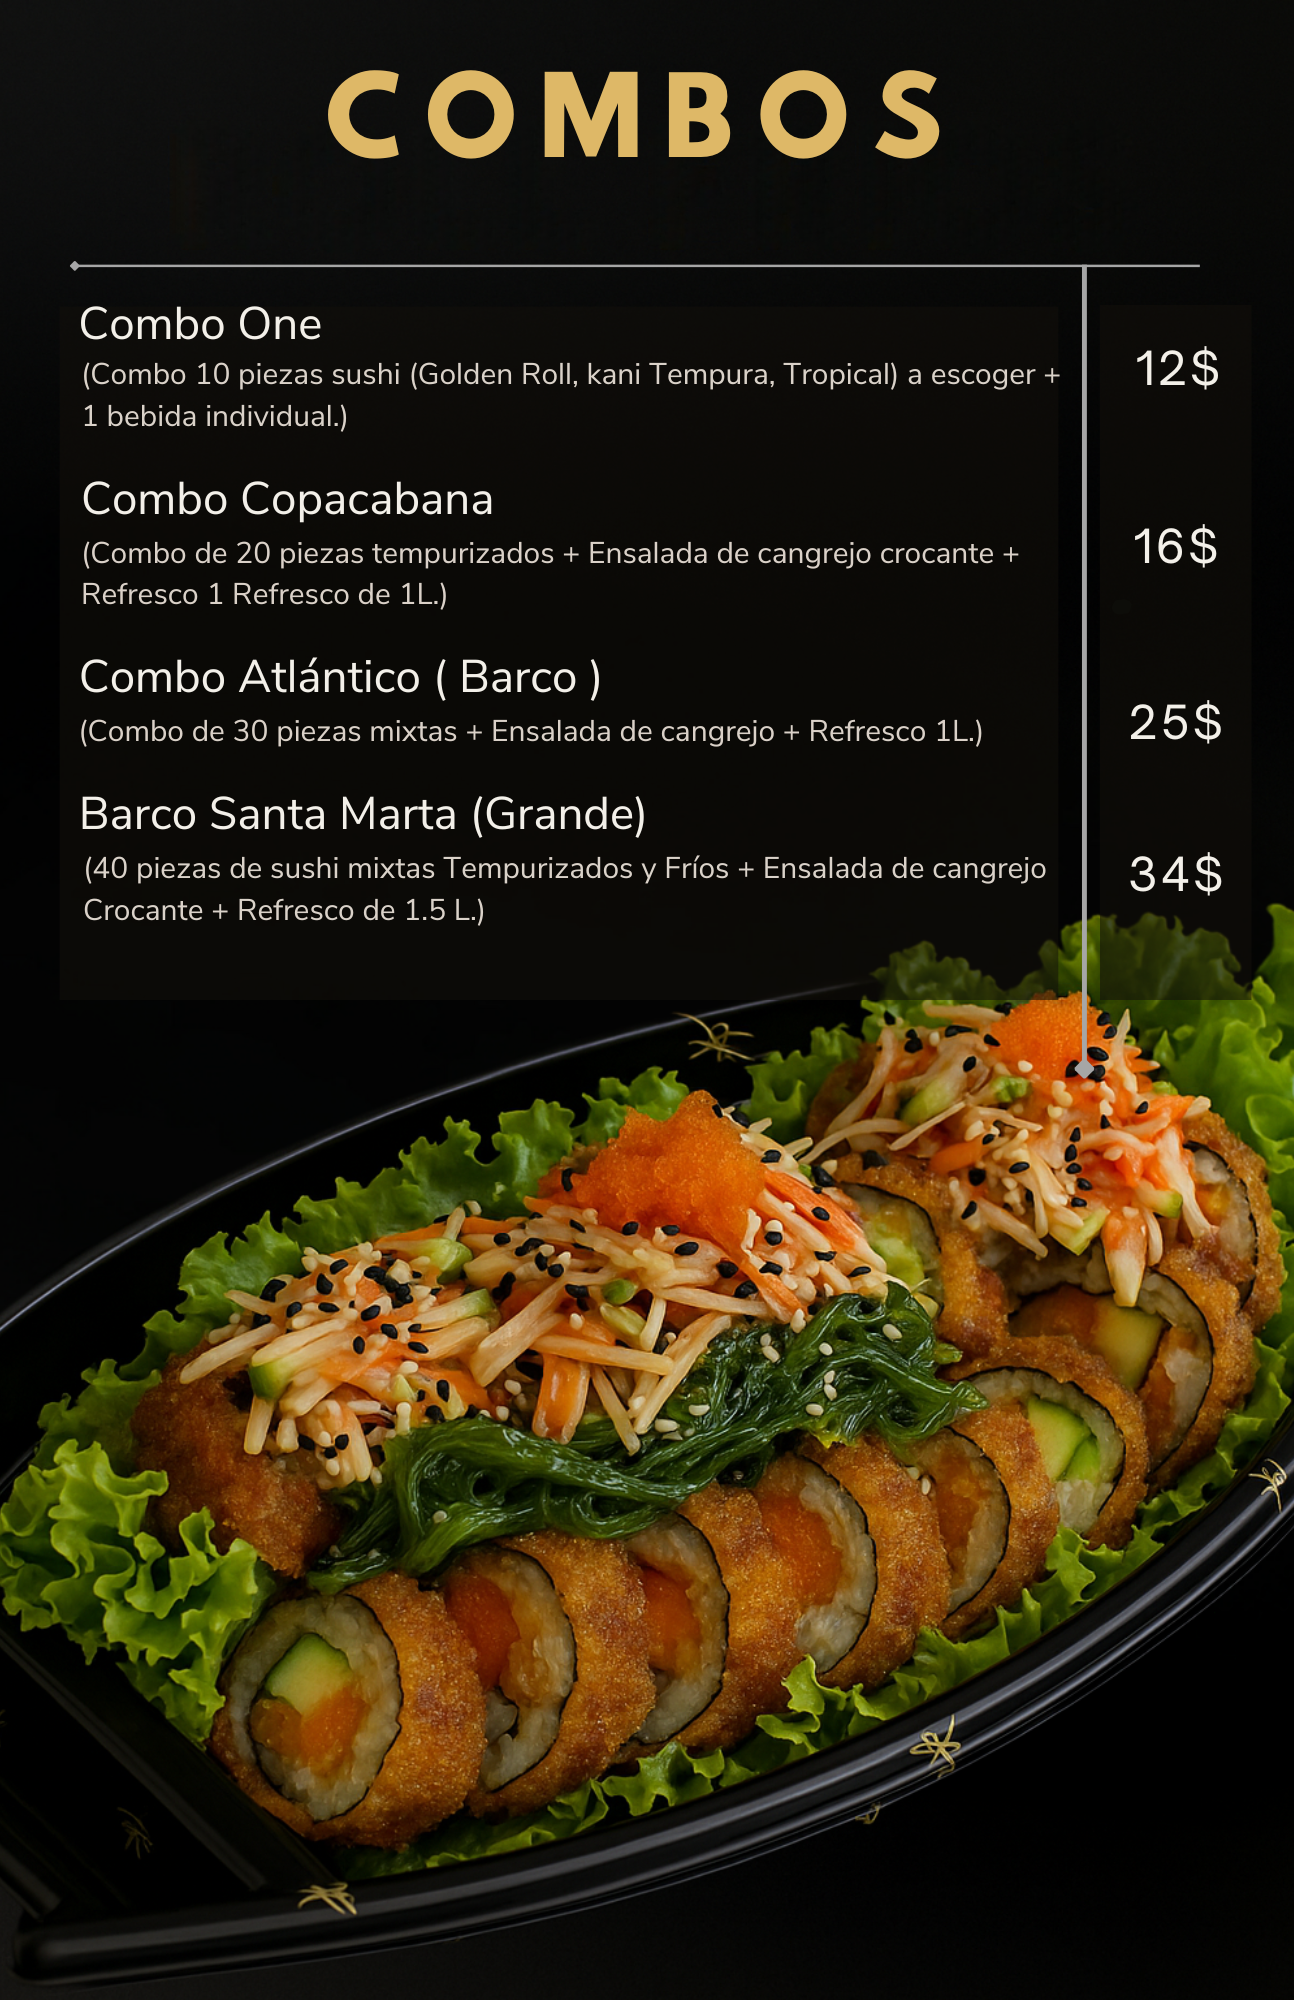 COMBOS
Combo One
(Combo 10 piezas sushi (Golden Roll, kani Tempura, Tropical) a escoger +
1 bebida individual.)
12$
Combo Copacabana
(Combo de 20 piezas tempurizados + Ensalada de cangrejo crocante +
Refresco 1 Refresco de 1L.)
16$
Combo Atlántico ( Barco )
(Combo de 30 piezas mixtas + Ensalada de cangrejo + Refresco 1L.)
25$
Barco Santa Marta (Grande)
(40 piezas de sushi mixtas Tempurizados y Fríos + Ensalada de cangrejo
Crocante + Refresco de 1.5 L.)
34$